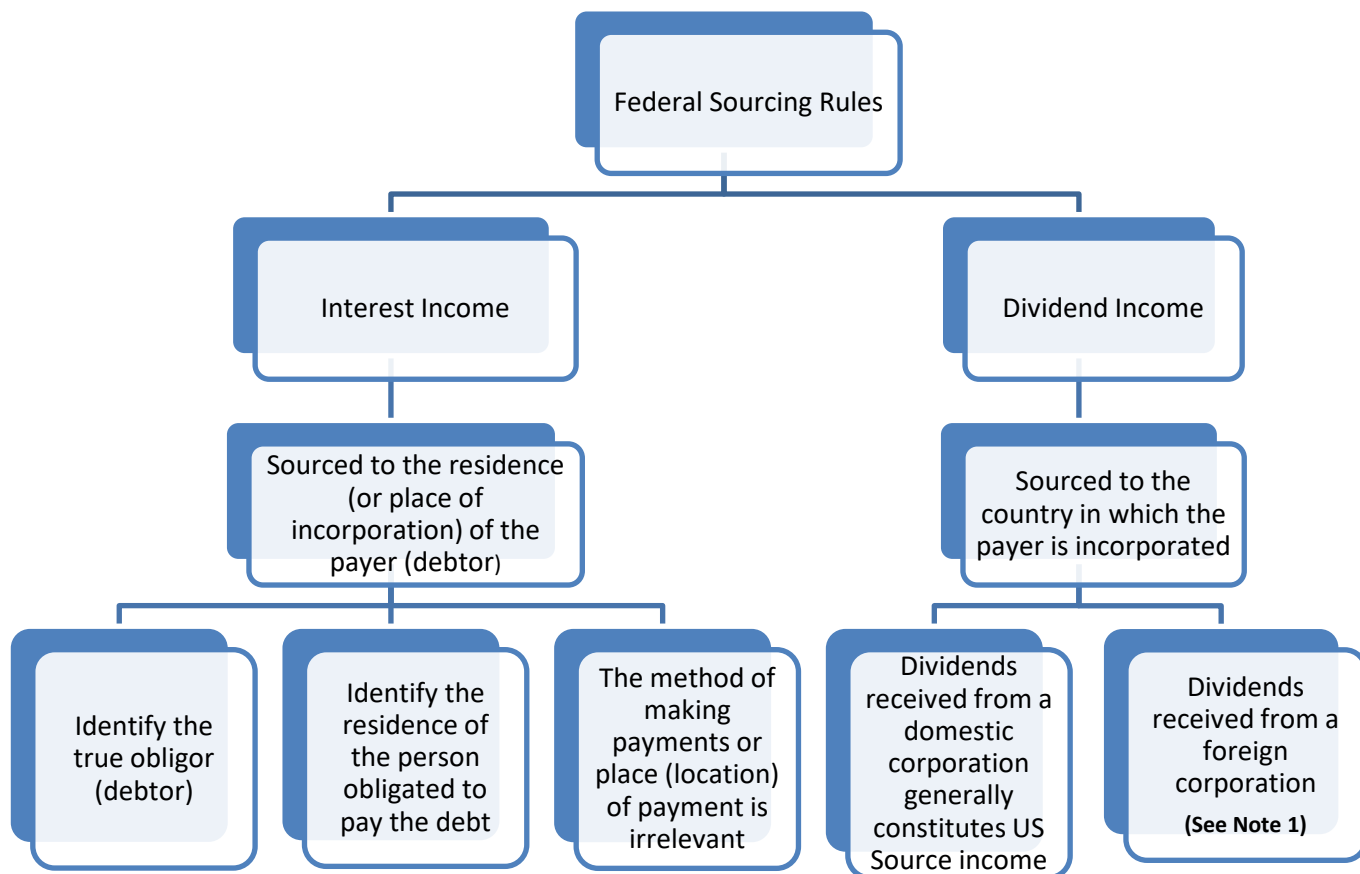 Federal Sourcing Rules
Interest Income
Dividend Income
Sourced to the residence
(or place of
incorporation) of the
payer (debtor)
Sourced to the
country in which the
payer is incorporated
Identify the
true obligor
(debtor)
Identify the
residence of
the person
obligated to
pay the debt
The method of
making
payments or
place (location)
of payment is
irrelevant
Dividends
received from a
domestic
corporation
generally
constitutes US
Source income
Dividends
received from a
foreign
corporation
(See Note 1)